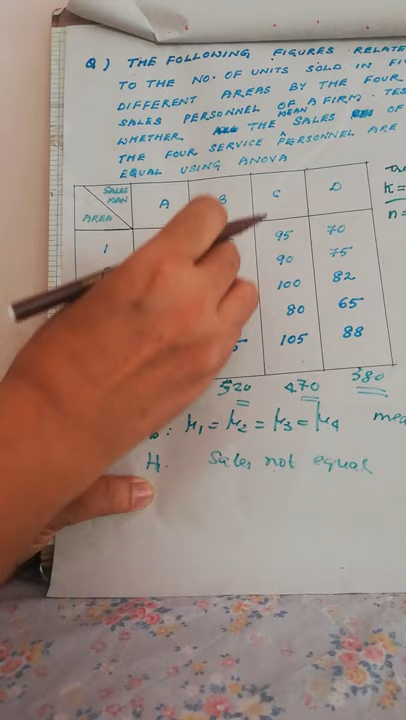 Q) THE FOLLOWING FIGURES RELATE
TO THE NO. OF UNITS SOLD IN FI
DIFFERENT AREAS BY THE FOUR
SALES PERSONNEL OF A FIRM. TES
MEAN
WHETHER THE SALES OF
THE FOUR SERVICE PERSONNEL ARE
EQUAL USING ANOVA
SALES MAN
AREA
A B C D
k=
n=
1 95 70
90 75
100 82
80 65
5 105 88
520 470 380
: μ1 = μ2 = μ3 = μ4 mea
H1 Sales not equal